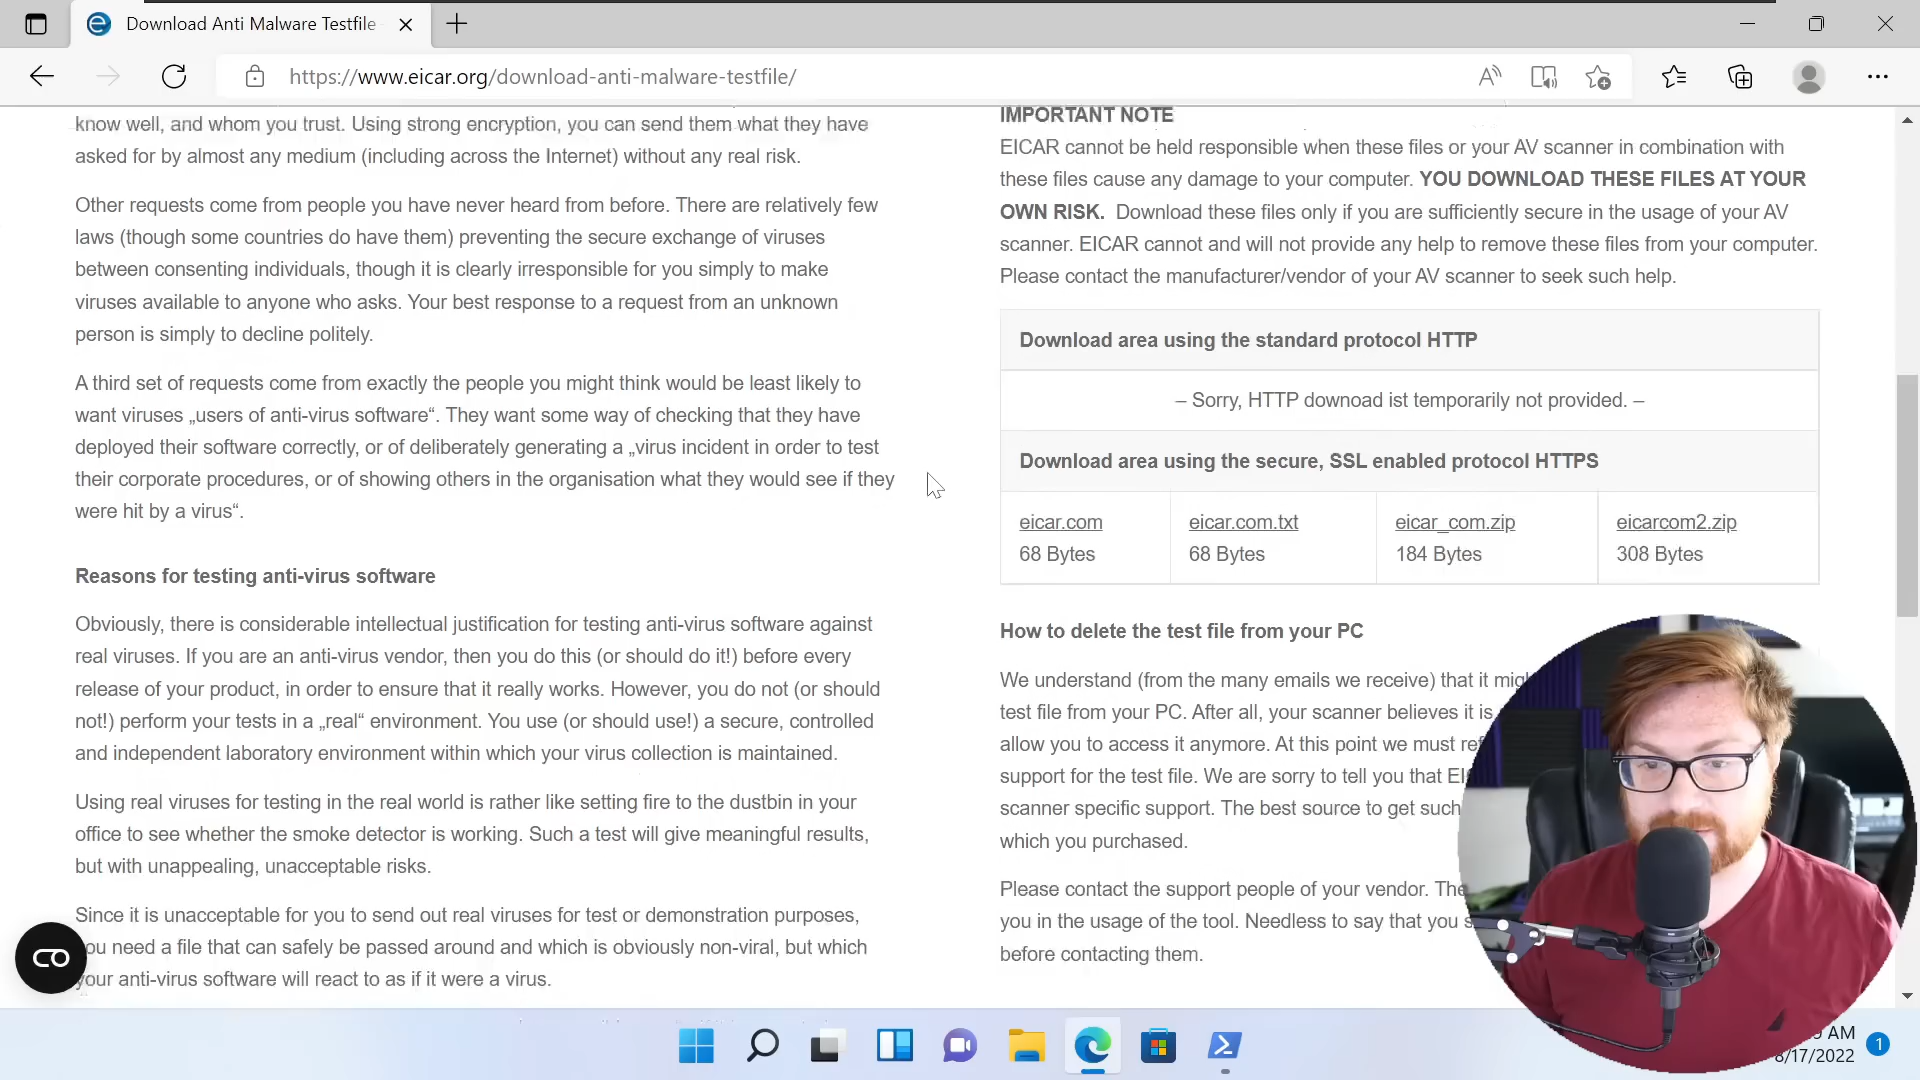 Download Anti Malware Testfile
https://www.eicar.org/download-anti-malware-testfile/
know well, and whom you trust. Using strong encryption, you can send them what they have
asked for by almost any medium (including across the Internet) without any real risk.
Other requests come from people you have never heard from before. There are relatively few
laws (though some countries do have them) preventing the secure exchange of viruses
between consenting individuals, though it is clearly irresponsible for you simply to make
viruses available to anyone who asks. Your best response to a request from an unknown
person is simply to decline politely.
A third set of requests come from exactly the people you might think would be least likely to
want viruses „users of anti-virus software“. They want some way of checking that they have
deployed their software correctly, or of deliberately generating a „virus incident in order to test
their corporate procedures, or of showing others in the organisation what they would see if they
were hit by a virus“.
Reasons for testing anti-virus software
Obviously, there is considerable intellectual justification for testing anti-virus software against
real viruses. If you are an anti-virus vendor, then you do this (or should do it!) before every
release of your product, in order to ensure that it really works. However, you do not (or should
not!) perform your tests in a „real“ environment. You use (or should use!) a secure, controlled
and independent laboratory environment within which your virus collection is maintained.
Using real viruses for testing in the real world is rather like setting fire to the dustbin in your
office to see whether the smoke detector is working. Such a test will give meaningful results,
but with unappealing, unacceptable risks.
Since it is unacceptable for you to send out real viruses for test or demonstration purposes,
you need a file that can safely be passed around and which is obviously non-viral, but which
your anti-virus software will react to as if it were a virus.
IMPORTANT NOTE
EICAR cannot be held responsible when these files or your AV scanner in combination with
these files cause any damage to your computer. YOU DOWNLOAD THESE FILES AT YOUR
OWN RISK. Download these files only if you are sufficiently secure in the usage of your AV
scanner. EICAR cannot and will not provide any help to remove these files from your computer.
Please contact the manufacturer/vendor of your AV scanner to seek such help.
Download area using the standard protocol HTTP
– Sorry, HTTP downoad ist temporarily not provided. –
Download area using the secure, SSL enabled protocol HTTPS
eicar.com eicar.com.txt eicar_com.zip eicarcom2.zip
68 Bytes 68 Bytes 184 Bytes 308 Bytes
How to delete the test file from your PC
We understand (from the many emails we receive) that it
test file from your PC. After all, your scanner believes it is
allow you to access it anymore. At this point we must
support for the test file. We are sorry to tell you that
scanner specific support. The best source to get such
which you purchased.
Please contact the support people of your vendor.
you in the usage of the tool. Needless to say that you
before contacting them.
AM
8/17/2022
1